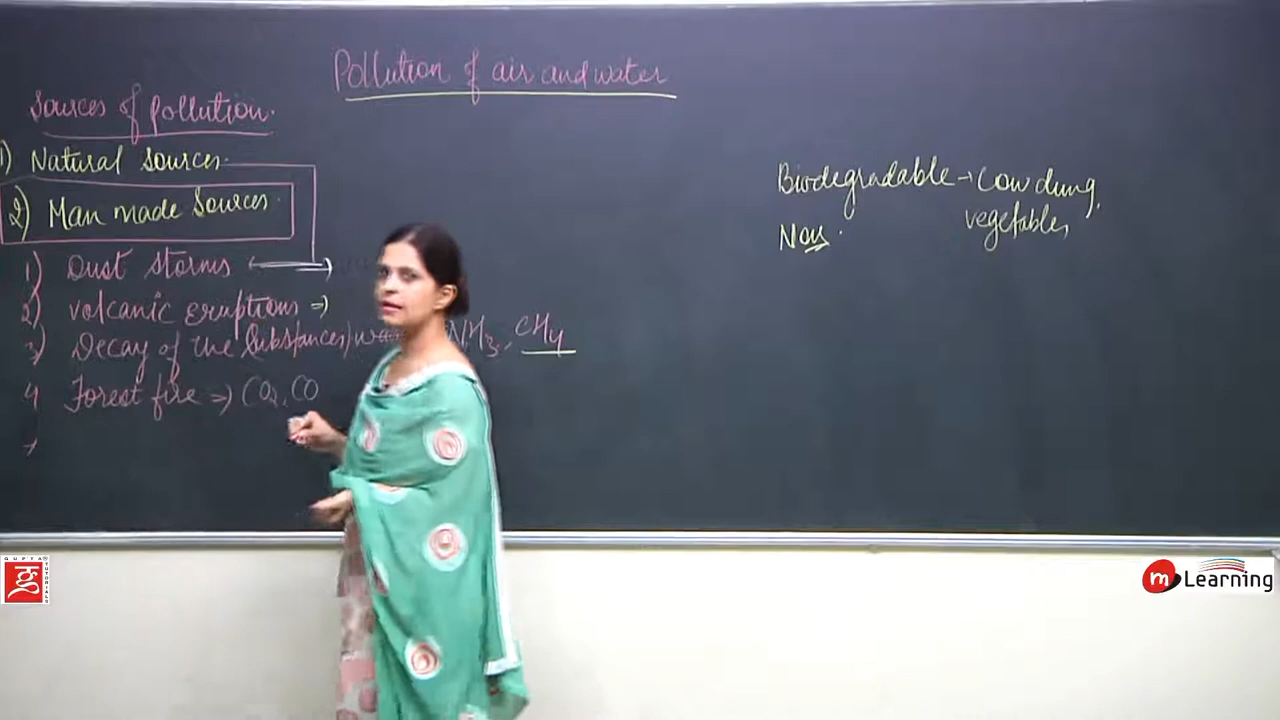 Pollution of air and water
Sources of pollution.
1) Natural Sources
2) Man made Sources.
1) Dust storms
2) Volcanic eruptions ⇒
3) Decay of the Substances) NH3, CH4
4 Forest fire ⇒ CO2, CO
Biodegradable → Cow dung,
vegetables,
Non
GUPTA®
TUTORIALS
m Learning